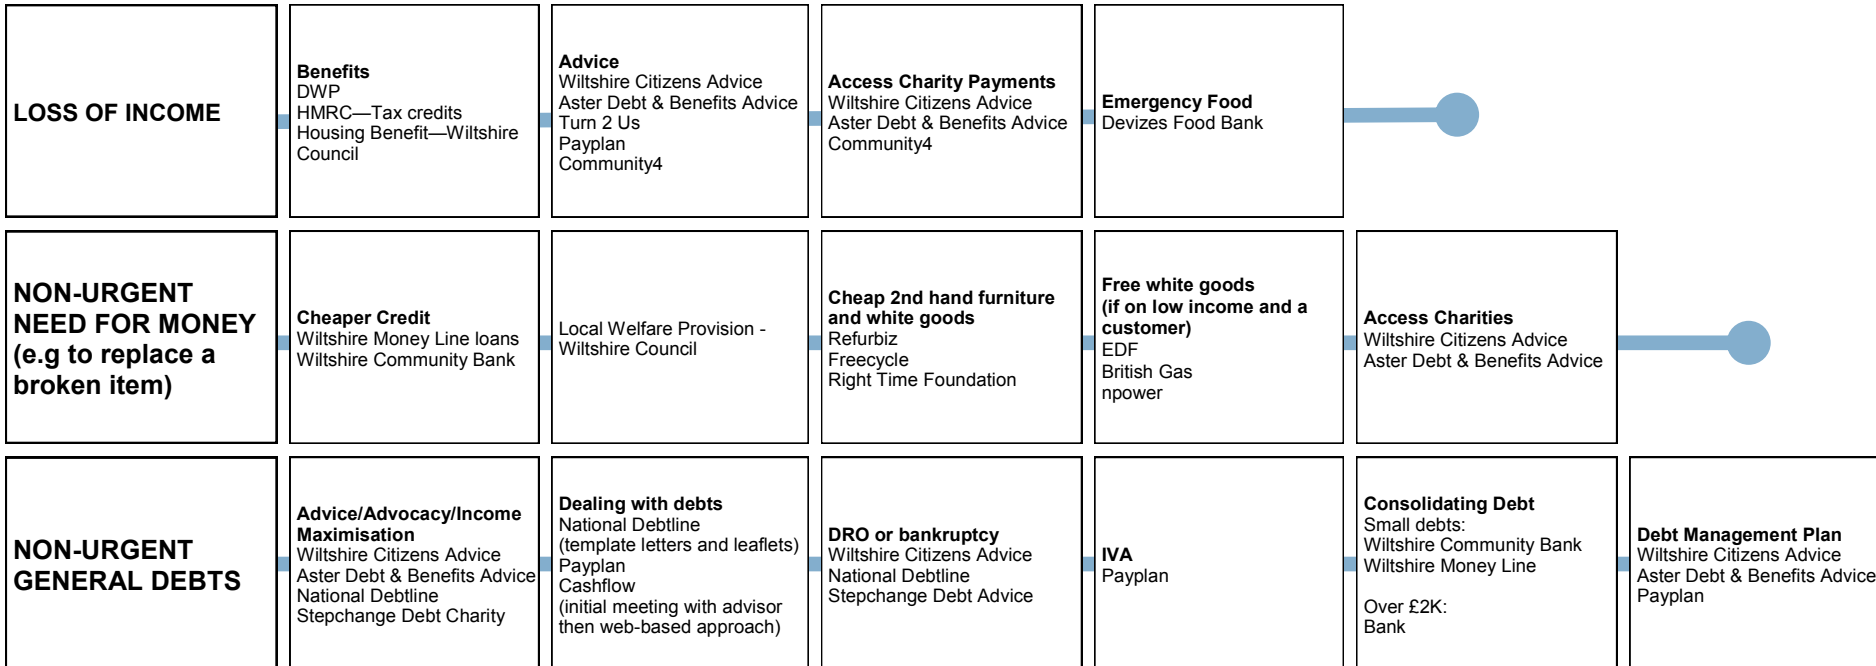 LOSS OF INCOME
Benefits
DWP
HMRC—Tax credits
Housing Benefit—Wiltshire
Council
Advice
Wiltshire Citizens Advice
Aster Debt & Benefits Advice
Turn 2 Us
Payplan
Community4
Access Charity Payments
Wiltshire Citizens Advice
Aster Debt & Benefits Advice
Community4
Emergency Food
Devizes Food Bank
NON-URGENT
NEED FOR MONEY
(e.g to replace a
broken item)
Cheaper Credit
Wiltshire Money Line loans
Wiltshire Community Bank
Local Welfare Provision -
Wiltshire Council
Cheap 2nd hand furniture
and white goods
Refurbiz
Freecycle
Right Time Foundation
Free white goods
(if on low income and a
customer)
EDF
British Gas
npower
Access Charities
Wiltshire Citizens Advice
Aster Debt & Benefits Advice
NON-URGENT
GENERAL DEBTS
Advice/Advocacy/Income
Maximisation
Wiltshire Citizens Advice
Aster Debt & Benefits Advice
National Debtline
Stepchange Debt Charity
Dealing with debts
National Debtline
(template letters and leaflets)
Payplan
Cashflow
(initial meeting with advisor
then web-based approach)
DRO or bankruptcy
Wiltshire Citizens Advice
National Debtline
Stepchange Debt Advice
IVA
Payplan
Consolidating Debt
Small debts:
Wiltshire Community Bank
Wiltshire Money Line
Over £2K:
Bank
Debt Management Plan
Wiltshire Citizens Advice
Aster Debt & Benefits Advice
Payplan